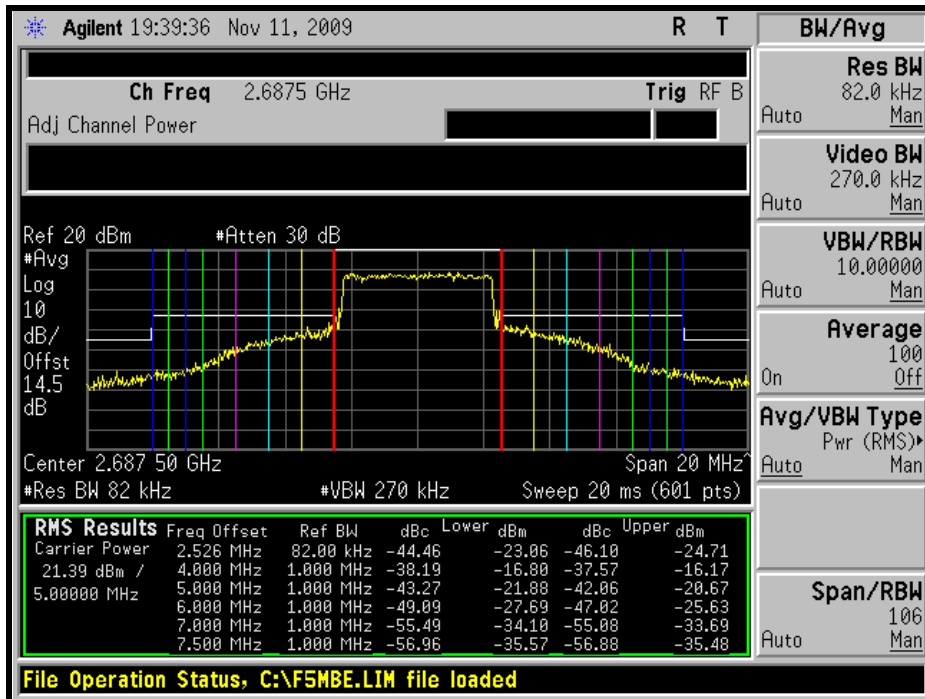 Agilent 19:39:36 Nov 11, 2009 R T
BW/Avg
Ch Freq 2.6875 GHz Trig RF B
Adj Channel Power
Res BW
82.0 kHz
Auto Man
Video BW
270.0 kHz
Auto Man
VBW/RBW
10.00000
Auto Man
Average
100
On Off
Avg/VBW Type
Pwr (RMS)▸
Auto Man
Span/RBW
106
Auto Man
Ref 20 dBm #Atten 30 dB
#Avg
Log
10
dB/
Offst
14.5
dB
Center 2.687 50 GHz Span 20 MHz^
#Res BW 82 kHz #VBW 270 kHz Sweep 20 ms (601 pts)
RMS Results Freq Offset Ref BW dBc Lower dBm dBc Upper dBm
Carrier Power 2.526 MHz 82.00 kHz -44.46 -23.06 -46.10 -24.71
21.39 dBm / 4.000 MHz 1.000 MHz -38.19 -16.80 -37.57 -16.17
5.00000 MHz 5.000 MHz 1.000 MHz -43.27 -21.88 -42.06 -20.67
6.000 MHz 1.000 MHz -49.09 -27.69 -47.02 -25.63
7.000 MHz 1.000 MHz -55.49 -34.10 -55.08 -33.69
7.500 MHz 1.000 MHz -56.96 -35.57 -56.88 -35.48
File Operation Status, C:\F5MBE.LIM file loaded